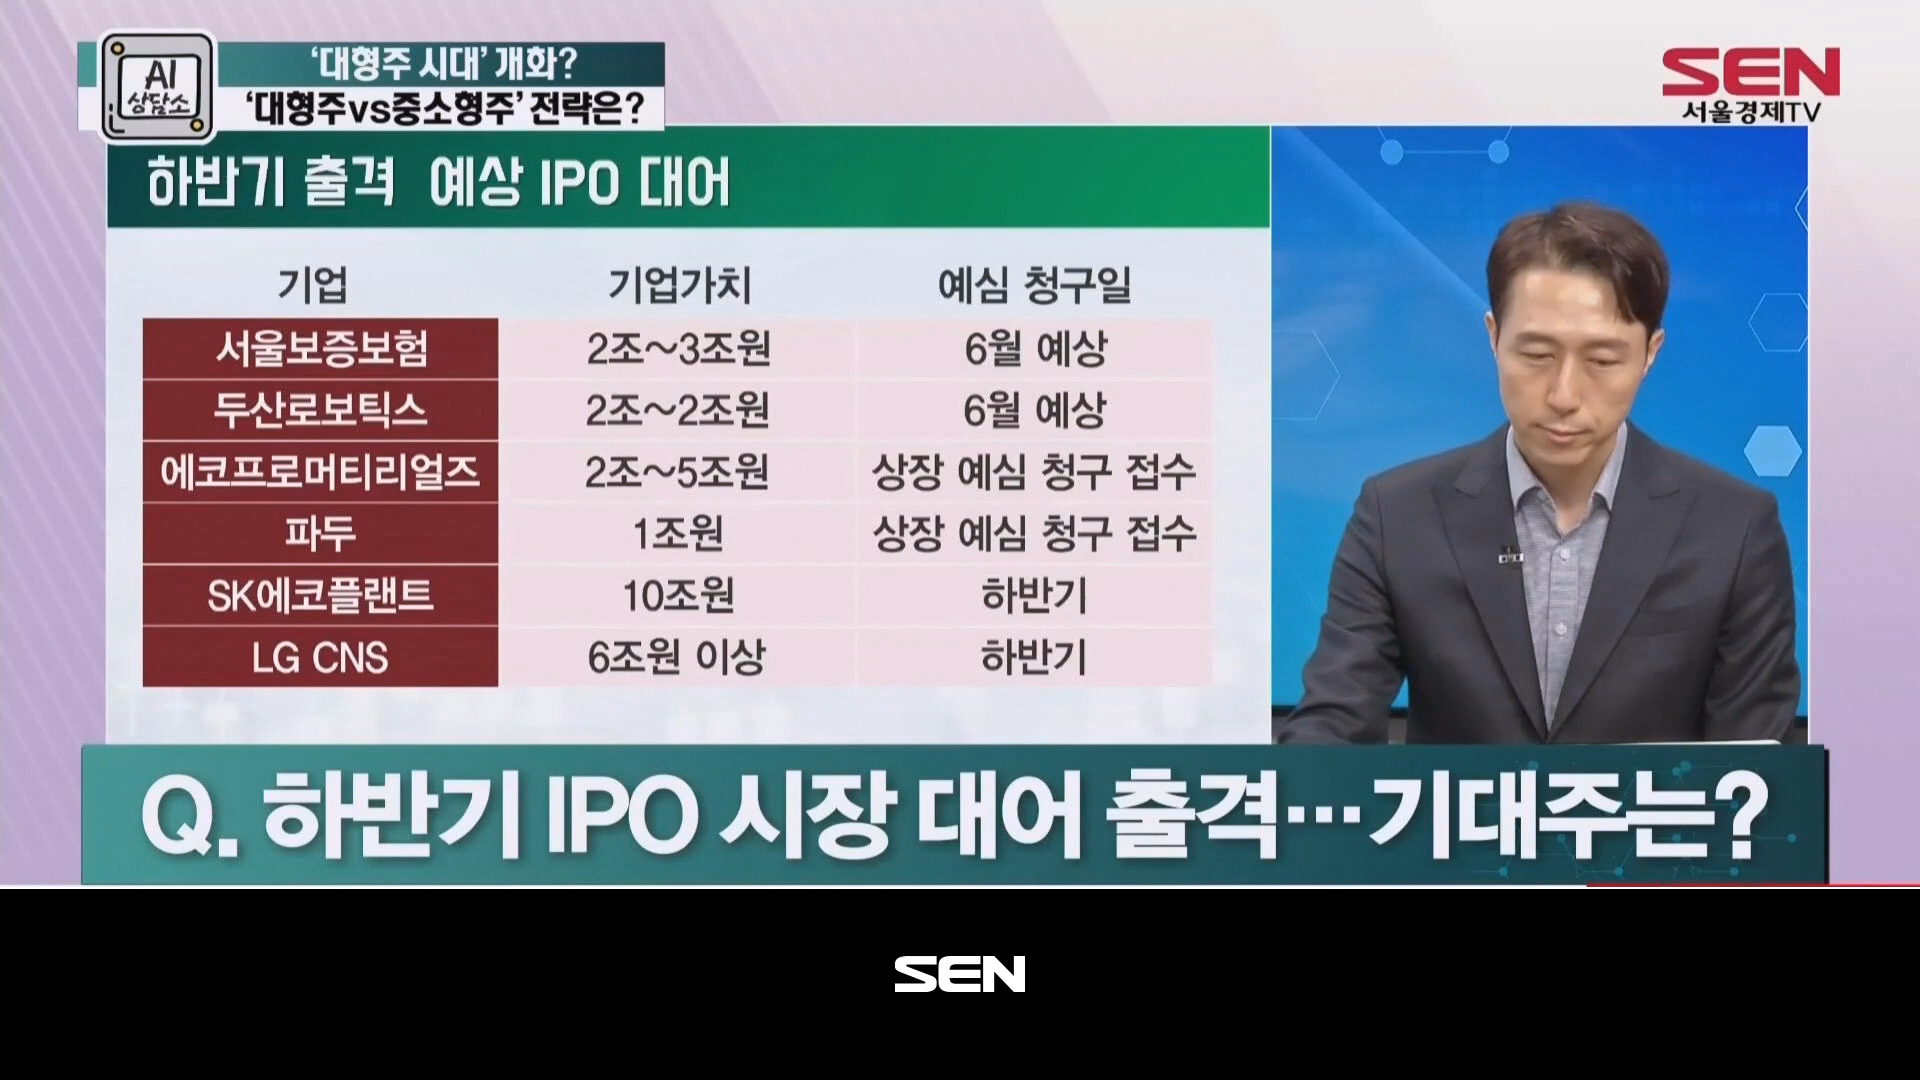 AI
상담소
‘대형주 시대’ 개화?
‘대형주vs중소형주’ 전략은?
SEN
서울경제TV
하반기 출격 예상 IPO 대어
기업 기업가치 예심 청구일
서울보증보험 2조~3조원 6월 예상
두산로보틱스 2조~2조원 6월 예상
에코프로머티리얼즈 2조~5조원 상장 예심 청구 접수
파두 1조원 상장 예심 청구 접수
SK에코플랜트 10조원 하반기
LG CNS 6조원 이상 하반기
Q. 하반기 IPO 시장 대어 출격…기대주는?
SEN